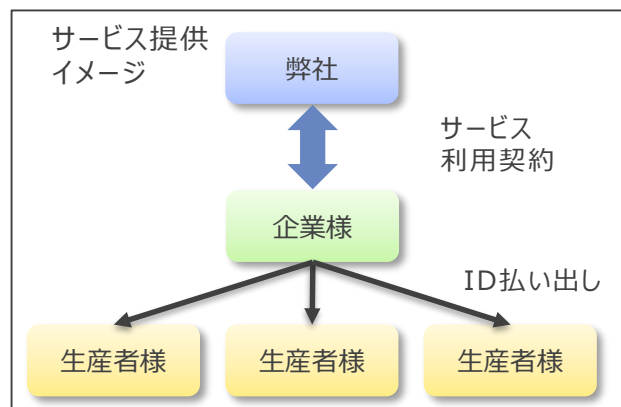 サービス提供
イメージ
弊社
サービス
利用契約
企業様
ID払い出し
生産者様
生産者様
生産者様